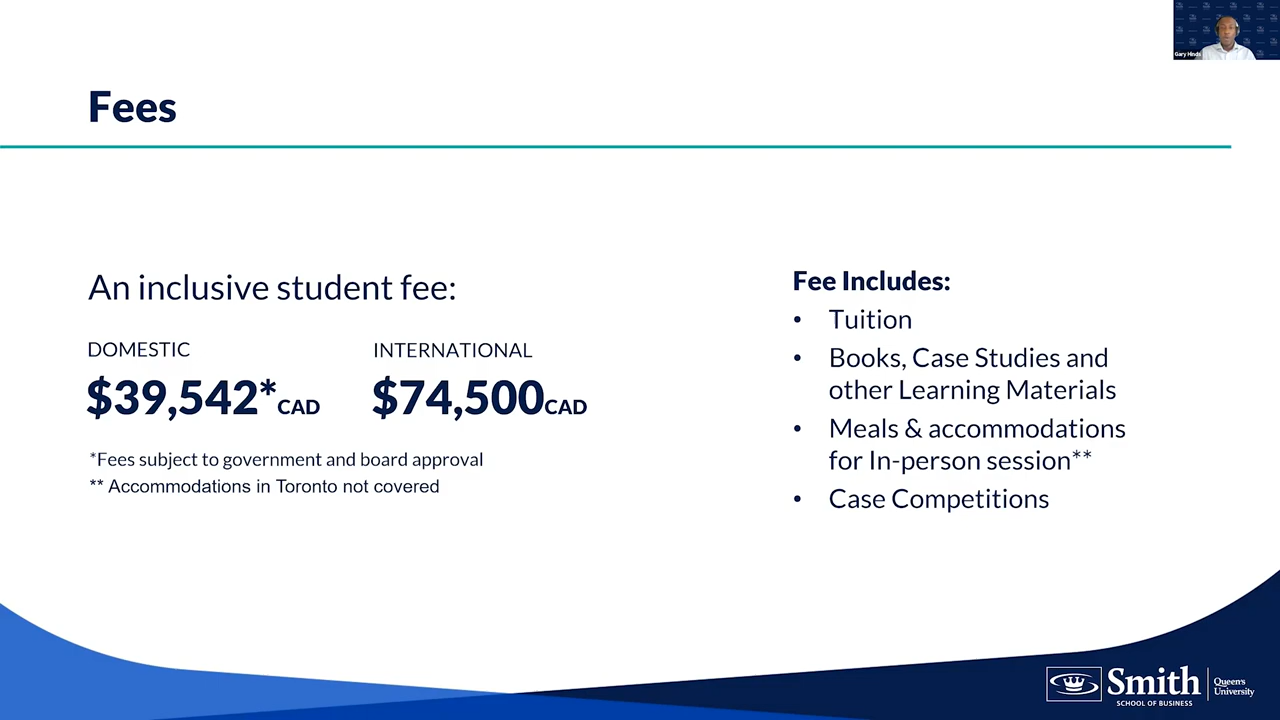 Gary Hinds
Fees
An inclusive student fee:
DOMESTIC
$39,542*CAD
INTERNATIONAL
$74,500CAD
*Fees subject to government and board approval
** Accommodations in Toronto not covered
Fee Includes:
• Tuition
• Books, Case Studies and
other Learning Materials
• Meals & accommodations
for In-person session**
• Case Competitions
Smith
SCHOOL OF BUSINESS
Queen's
University